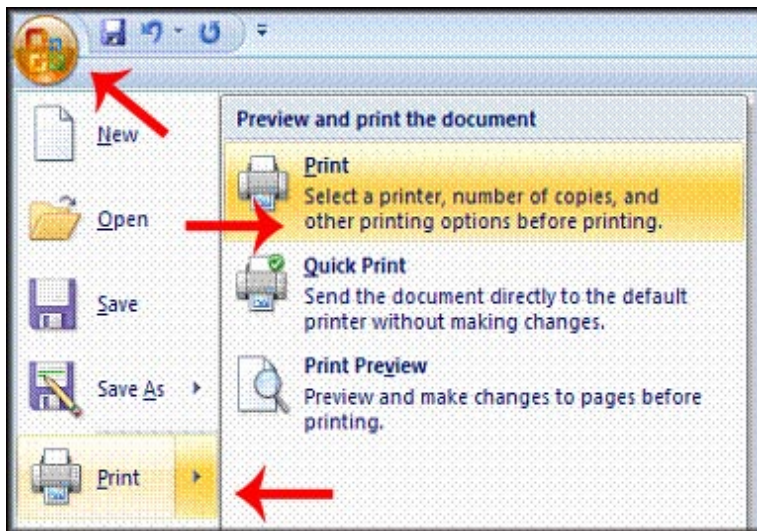 New
Open
Save
Save As
Print
Preview and print the document
Print
Select a printer, number of copies, and
other printing options before printing.
Quick Print
Send the document directly to the default
printer without making changes.
Print Preview
Preview and make changes to pages before
printing.